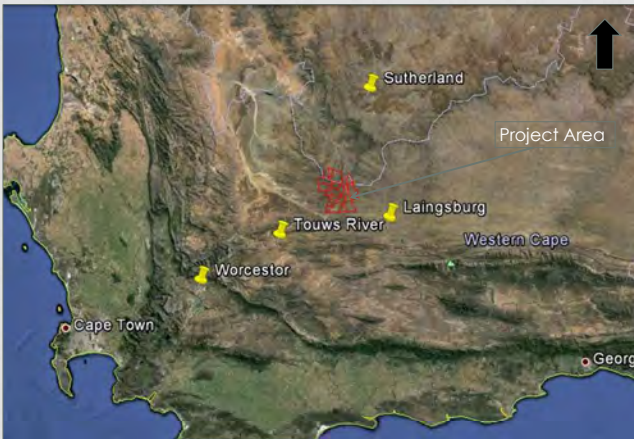 Sutherland
Project Area
Laingsburg
Touws River
Western Cape
Worcestor
Cape Town
Georg